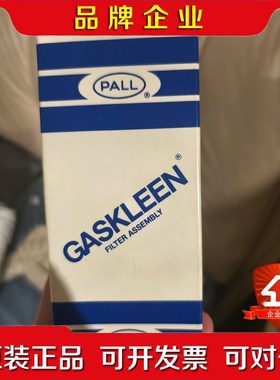 品牌企业
PALL
®
GASKLEEN®
FILTER ASSEMBLY
企业
原装正品 可开发票 可对